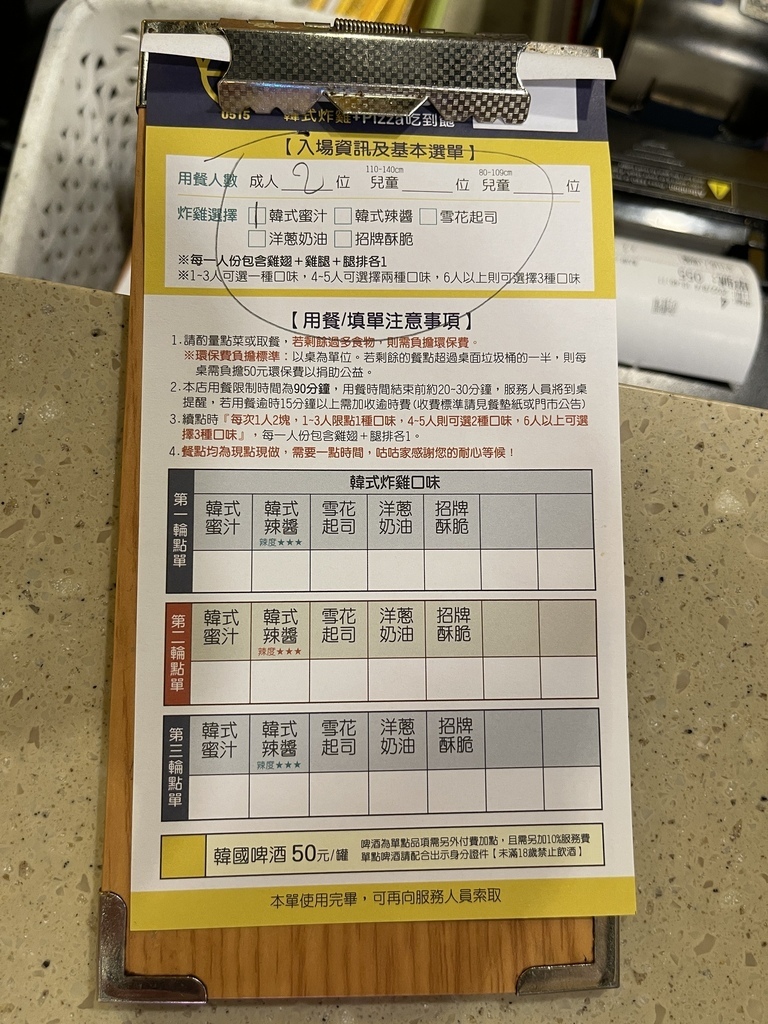 0515 韓式炸雞+Pizza吃到飽
【入場資訊及基本選單】
110-140cm 80-109cm
用餐人數 成人 2 位 兒童 位 兒童 位
炸雞選擇 韓式蜜汁 韓式辣醬 雪花起司
洋蔥奶油 招牌酥脆
※每一人份包含雞翅+雞腿+腿排各1
※1~3人可選一種口味，4~5人可選擇兩種口味，6人以上則可選擇3種口味
【用餐/填單注意事項】
1.請酌量點菜或取餐，若剩餘過多食物，則需負擔環保費。
※環保費負擔標準：以桌為單位。若剩餘的餐點超過桌面垃圾桶的一半，則每
桌需負擔50元環保費以捐助公益。
2.本店用餐限制時間為90分鐘，用餐時間結束前約20-30分鐘，服務人員將到桌
提醒，若用餐逾時15分鐘以上需加收逾時費(收費標準請見餐墊紙或門市公告)
3.續點時『每次1人2塊，1~3人限點1種口味，4~5人則可選2種口味，6人以上可選
擇3種口味』，每一人份包含雞翅+腿排各1。
4.餐點均為現點現做，需要一點時間，咕咕家感謝您的耐心等候！
第一輪點單
韓式炸雞口味
韓式蜜汁 韓式辣醬 雪花起司 洋蔥奶油 招牌酥脆
辣度★★★
第二輪點單
韓式蜜汁 韓式辣醬 雪花起司 洋蔥奶油 招牌酥脆
辣度★★★
第三輪點單
韓式蜜汁 韓式辣醬 雪花起司 洋蔥奶油 招牌酥脆
辣度★★★
韓國啤酒 50元/罐
啤酒為單點品項需另外付費加點，且需另加10%服務費
單點啤酒請配合出示身分證件【未滿18歲禁止飲酒】
本單使用完畢，可再向服務人員索取